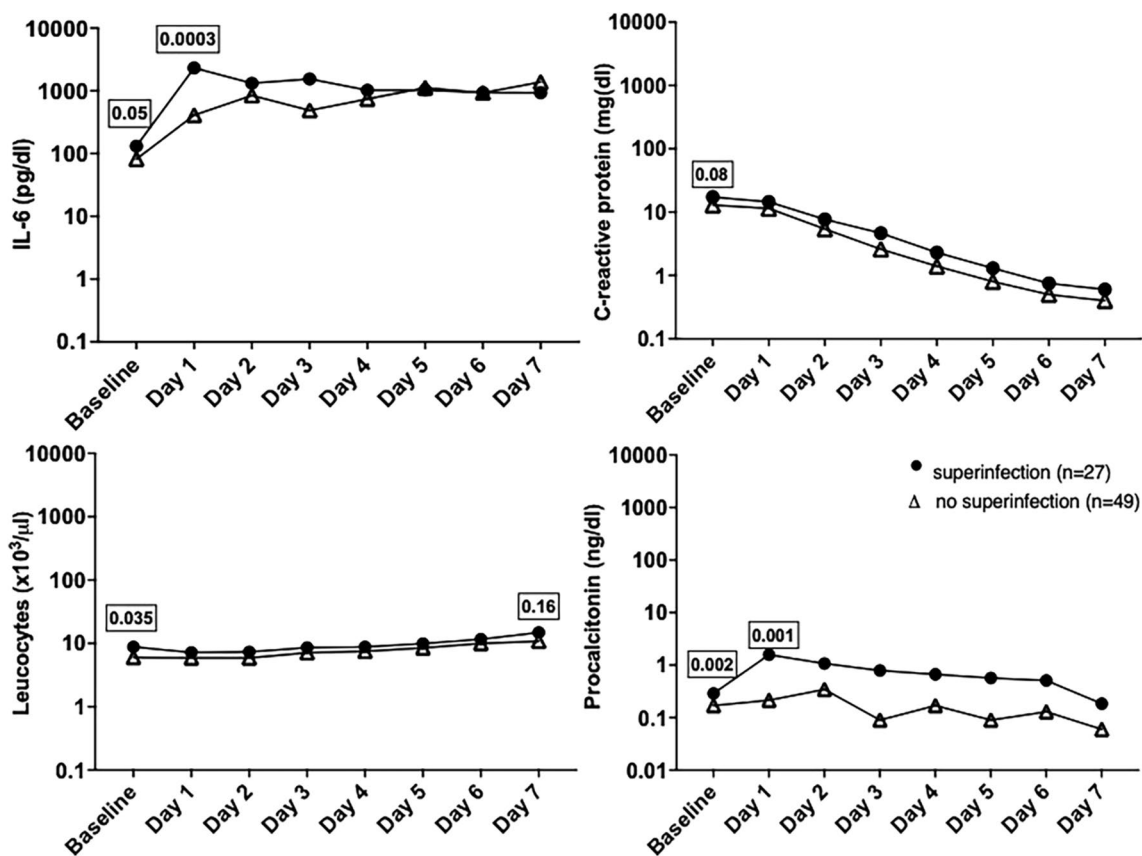 IL-6 (pg/dl)
10000
1000
100
10
1
0.1
0.05
0.0003
Baseline
Day 1
Day 2
Day 3
Day 4
Day 5
Day 6
Day 7
C-reactive protein (mg(dl)
10000
1000
100
10
1
0.1
0.08
Baseline
Day 1
Day 2
Day 3
Day 4
Day 5
Day 6
Day 7
Leucocytes (x10³/µl)
10000
1000
100
10
1
0.1
0.035
0.16
Baseline
Day 1
Day 2
Day 3
Day 4
Day 5
Day 6
Day 7
Procalcitonin (ng/dl)
10000
1000
100
10
1
0.1
0.01
0.002
0.001
superinfection (n=27)
no superinfection (n=49)
Baseline
Day 1
Day 2
Day 3
Day 4
Day 5
Day 6
Day 7